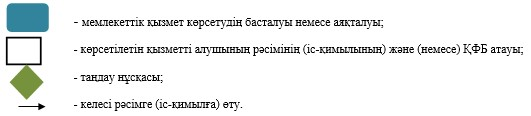 - мемлекеттік қызмет көрсетудің басталуы немесе аяқталуы;
- көрсетілетін қызметті алушының рәсімінің (іс-қимылының) және (немесе) ҚФБ атауы;
- таңдау нұсқасы;
- келесі рәсімге (іс-қимылға) өту.